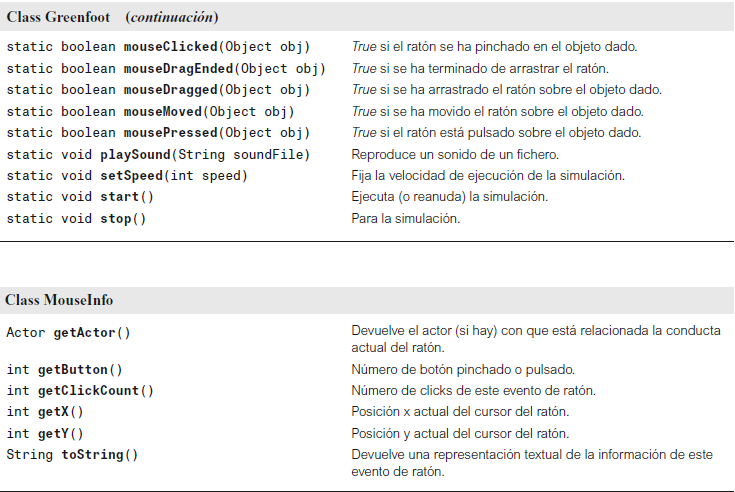 Class Greenfoot (continuación)
static boolean mouseClicked(Object obj) True si el ratón se ha pinchado en el objeto dado.
static boolean mouseDragEnded(Object obj) True si se ha terminado de arrastrar el ratón.
static boolean mouseDragged(Object obj) True si se ha arrastrado el ratón sobre el objeto dado.
static boolean mouseMoved(Object obj) True si se ha movido el ratón sobre el objeto dado.
static boolean mousePressed(Object obj) True si el ratón está pulsado sobre el objeto dado.
static void playSound(String soundFile) Reproduce un sonido de un fichero.
static void setSpeed(int speed) Fija la velocidad de ejecución de la simulación.
static void start() Ejecuta (o reanuda) la simulación.
static void stop() Para la simulación.
Class MouseInfo
Actor getActor() Devuelve el actor (si hay) con que está relacionada la conducta
actual del ratón.
int getButton() Número de botón pinchado o pulsado.
int getClickCount() Número de clicks de este evento de ratón.
int getX() Posición x actual del cursor del ratón.
int getY() Posición y actual del cursor del ratón.
String toString() Devuelve una representación textual de la información de este
evento de ratón.